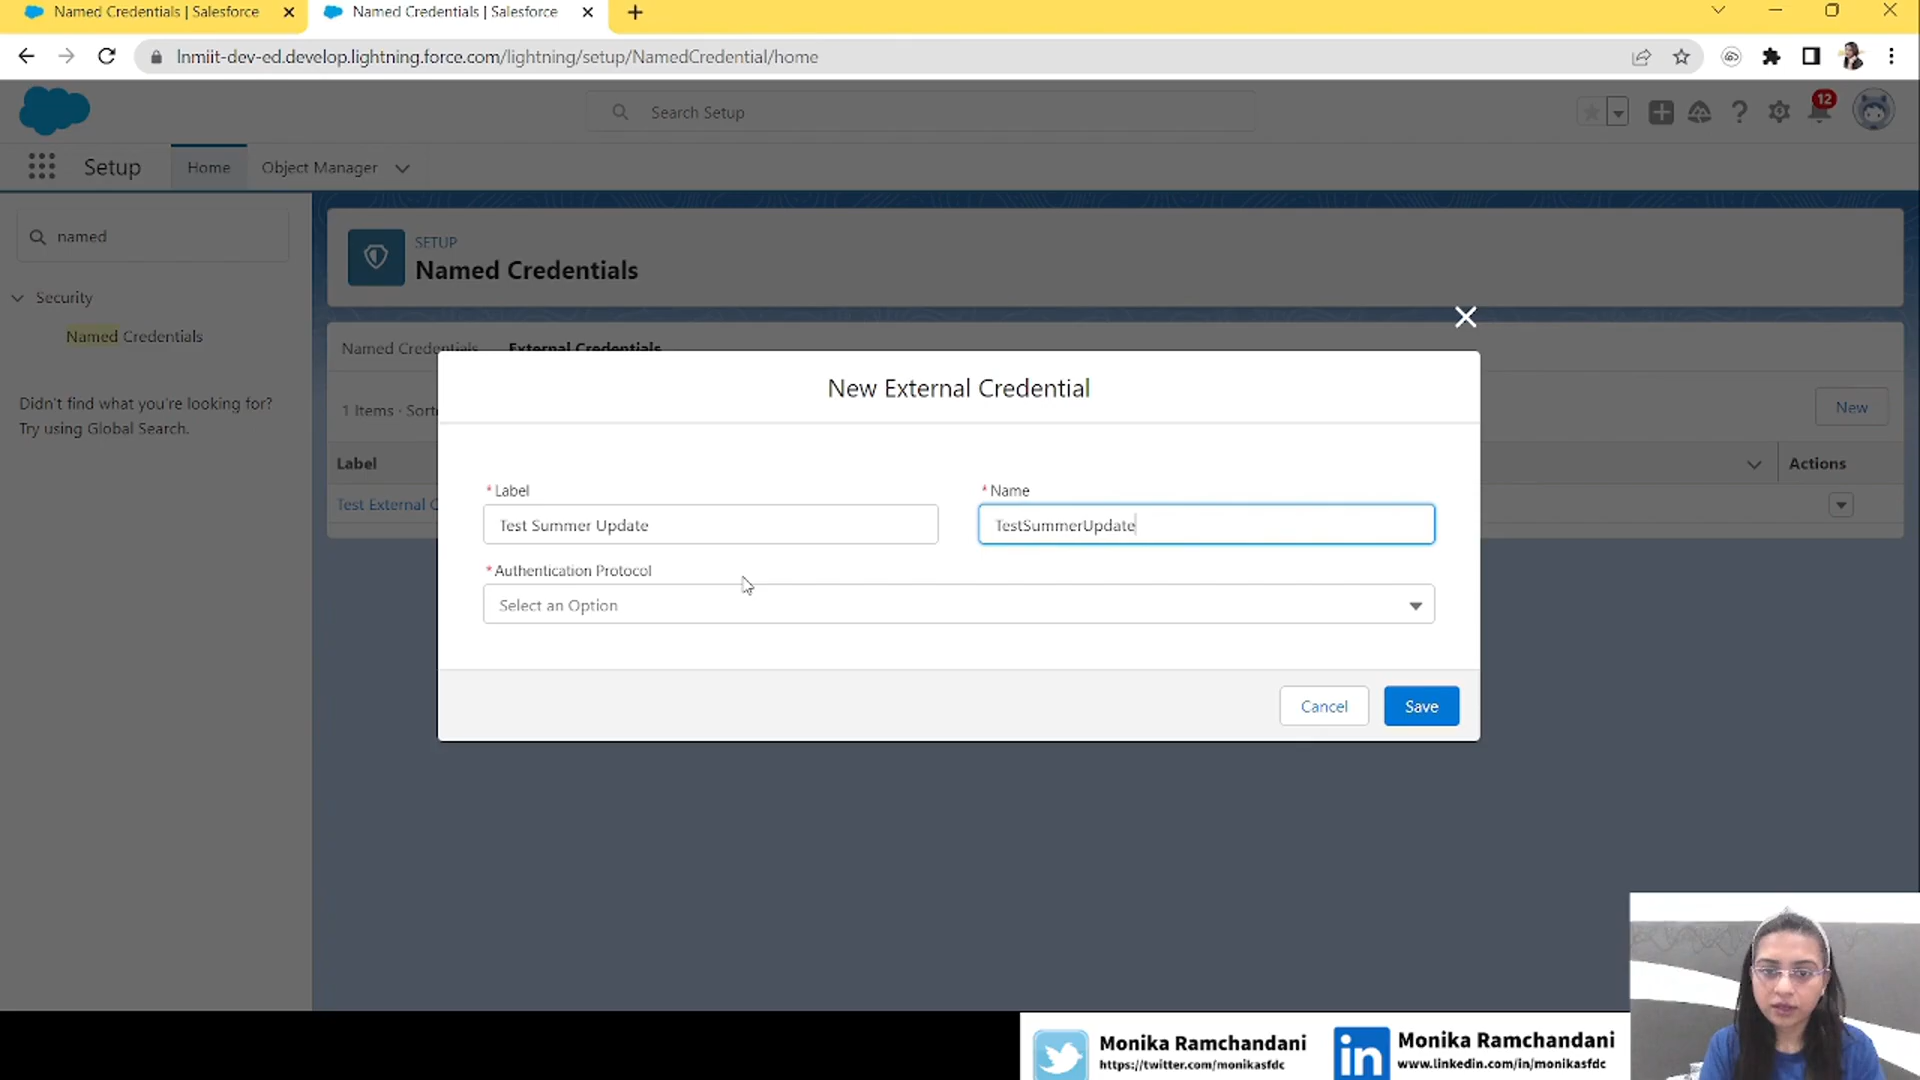 Named Credentials | Salesforce
Named Credentials | Salesforce
lnmiit-dev-ed.develop.lightning.force.com/lightning/setup/NamedCredential/home
Search Setup
12
Setup
Home
Object Manager
named
SETUP
Named Credentials
Security
Named Credentials
Didn't find what you're looking for?
Try using Global Search.
Named Credentials
External Credentials
1 Items · Sort
New
Label
Actions
Test External C
New External Credential
* Label
* Name
Test Summer Update
TestSummerUpdate
* Authentication Protocol
Select an Option
Cancel
Save
Monika Ramchandani
https://twitter.com/monikasfdc
in
Monika Ramchandani
www.linkedin.com/in/monikasfdc